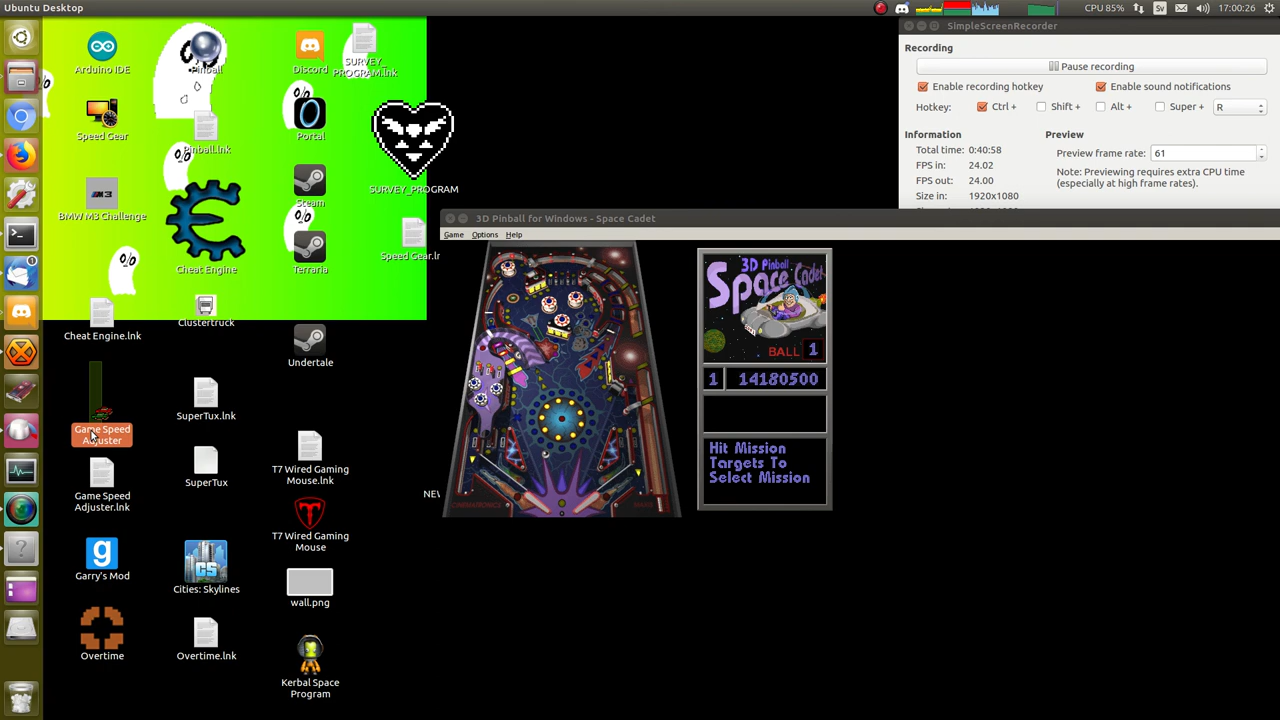 Ubuntu Desktop
CPU 85%
Sv
17:00:26
Arduino IDE
Pinball
Discord
SURVEY_
PROGRAM.lnk
Speed Gear
Pinball.lnk
Portal
SURVEY_PROGRAM
BMW M3 Challenge
Cheat Engine
Steam
Terraria
Speed Gear.lr
Cheat Engine.lnk
Clustertruck
Undertale
Game Speed
Adjuster
SuperTux.lnk
Game Speed
Adjuster.lnk
SuperTux
T7 Wired Gaming
Mouse.lnk
T7 Wired Gaming
Mouse
Garry's Mod
Cities: Skylines
wall.png
Overtime
Overtime.lnk
Kerbal Space
Program
NEV
SimpleScreenRecorder
Recording
Pause recording
Enable recording hotkey
Enable sound notifications
Hotkey: Ctrl + Shift + Alt + Super + R
Information
Preview
Total time: 0:40:58
Preview frame rate: 61
FPS in: 24.02
FPS out: 24.00
Note: Previewing requires extra CPU time
(especially at high frame rates).
Size in: 1920x1080
3D Pinball for Windows - Space Cadet
Game Options Help
3D Pinball
Space Cadet
BALL 1
1 14180500
Hit Mission
Targets To
Select Mission